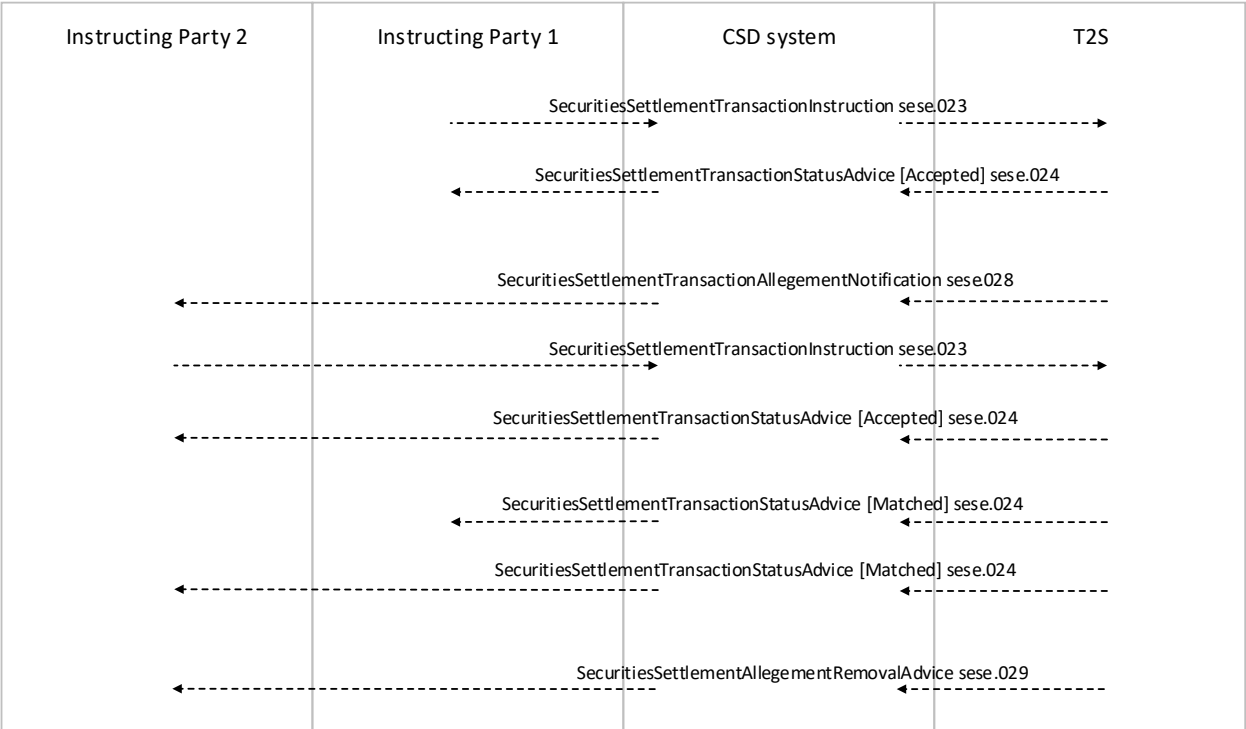 Instructing Party 2
Instructing Party 1
CSD system
T2S
SecuritiesSettlementTransactionInstruction sese.023
SecuritiesSettlementTransactionStatusAdvice [Accepted] sese.024
SecuritiesSettlementTransactionAllegementNotification sese.028
SecuritiesSettlementTransactionInstruction sese.023
SecuritiesSettlementTransactionStatusAdvice [Accepted] sese.024
SecuritiesSettlementTransactionStatusAdvice [Matched] sese.024
SecuritiesSettlementTransactionStatusAdvice [Matched] sese.024
SecuritiesSettlementAllegementRemovalAdvice sese.029